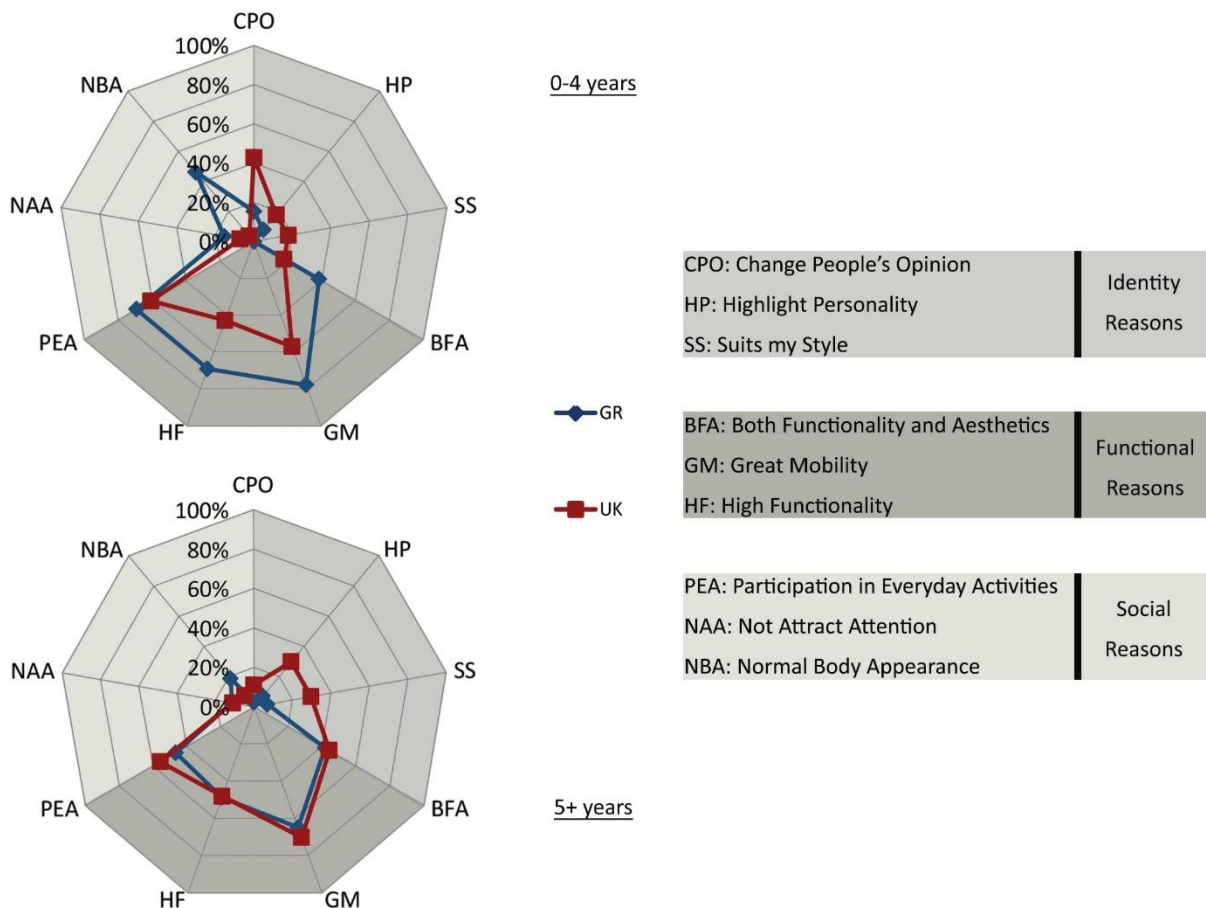 CPO
100%
NBA
HP
0-4 years
80%
60%
40%
NAA
SS
20%
0%
PEA
BFA
HF
GM
CPO
100%
NBA
HP
80%
60%
40%
NAA
SS
20%
0%
PEA
BFA
5+ years
HF
GM
GR
UK
CPO: Change People’s Opinion
HP: Highlight Personality
SS: Suits my Style
Identity
Reasons
BFA: Both Functionality and Aesthetics
GM: Great Mobility
HF: High Functionality
Functional
Reasons
PEA: Participation in Everyday Activities
NAA: Not Attract Attention
NBA: Normal Body Appearance
Social
Reasons